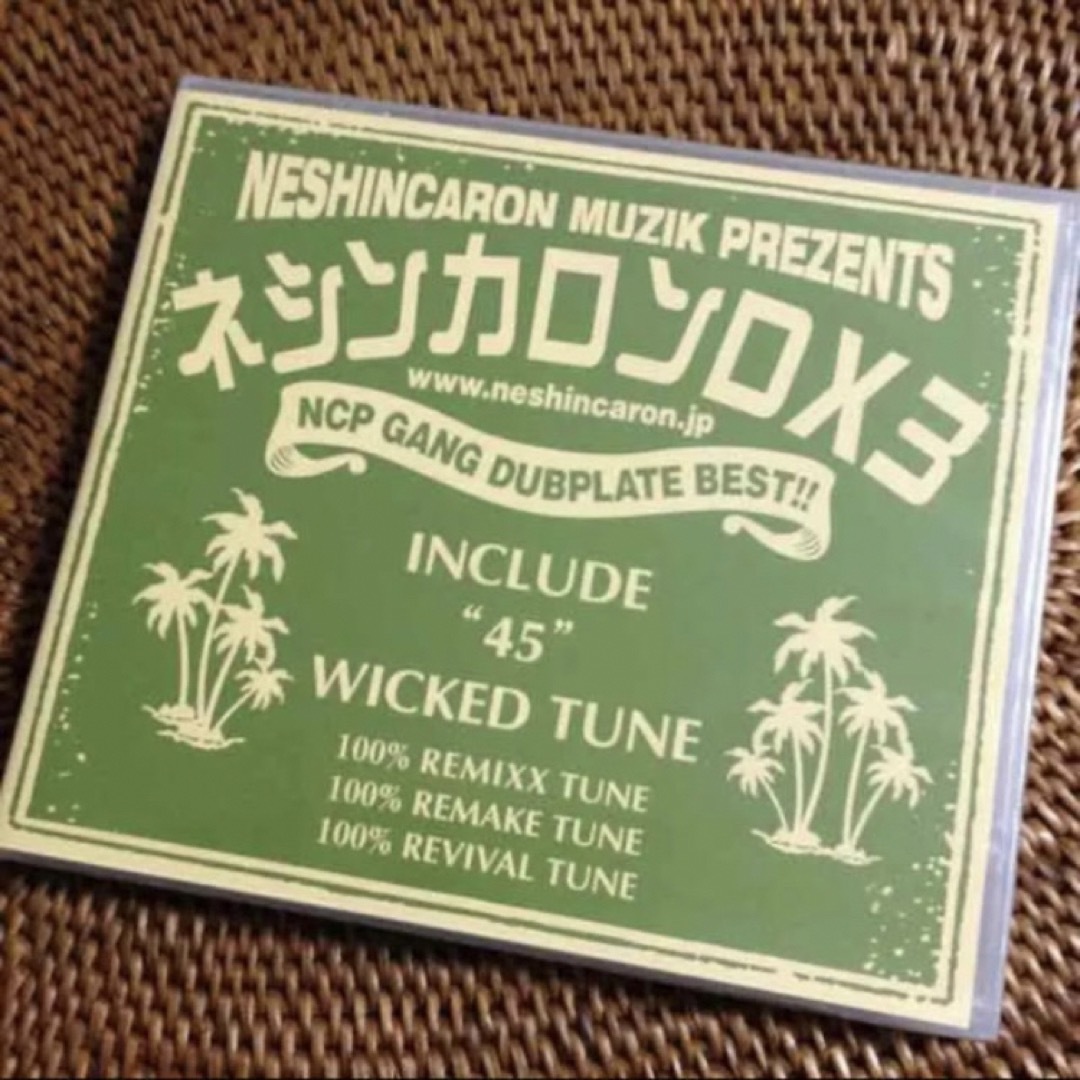 NESHINCARON MUZIK PREZENTS
ネシンカロンDX3
www.neshincaron.jp
NCP GANG DUBPLATE BEST!!
INCLUDE
“45”
WICKED TUNE
100% REMIXX TUNE
100% REMAKE TUNE
100% REVIVAL TUNE